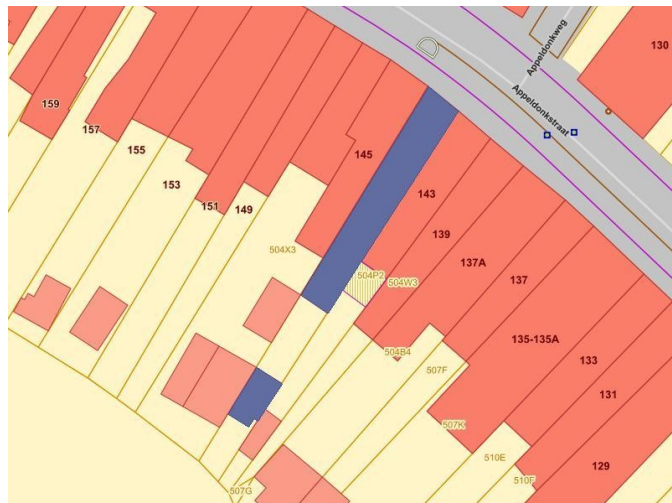 130
Appeldonkweg
Appeldonkstraat
159
157
155
153
151
149
145
143
139
137A
137
135-135A
133
131
129
504X3
504P2
504W3
504B4
507F
507K
510E
510F
507G